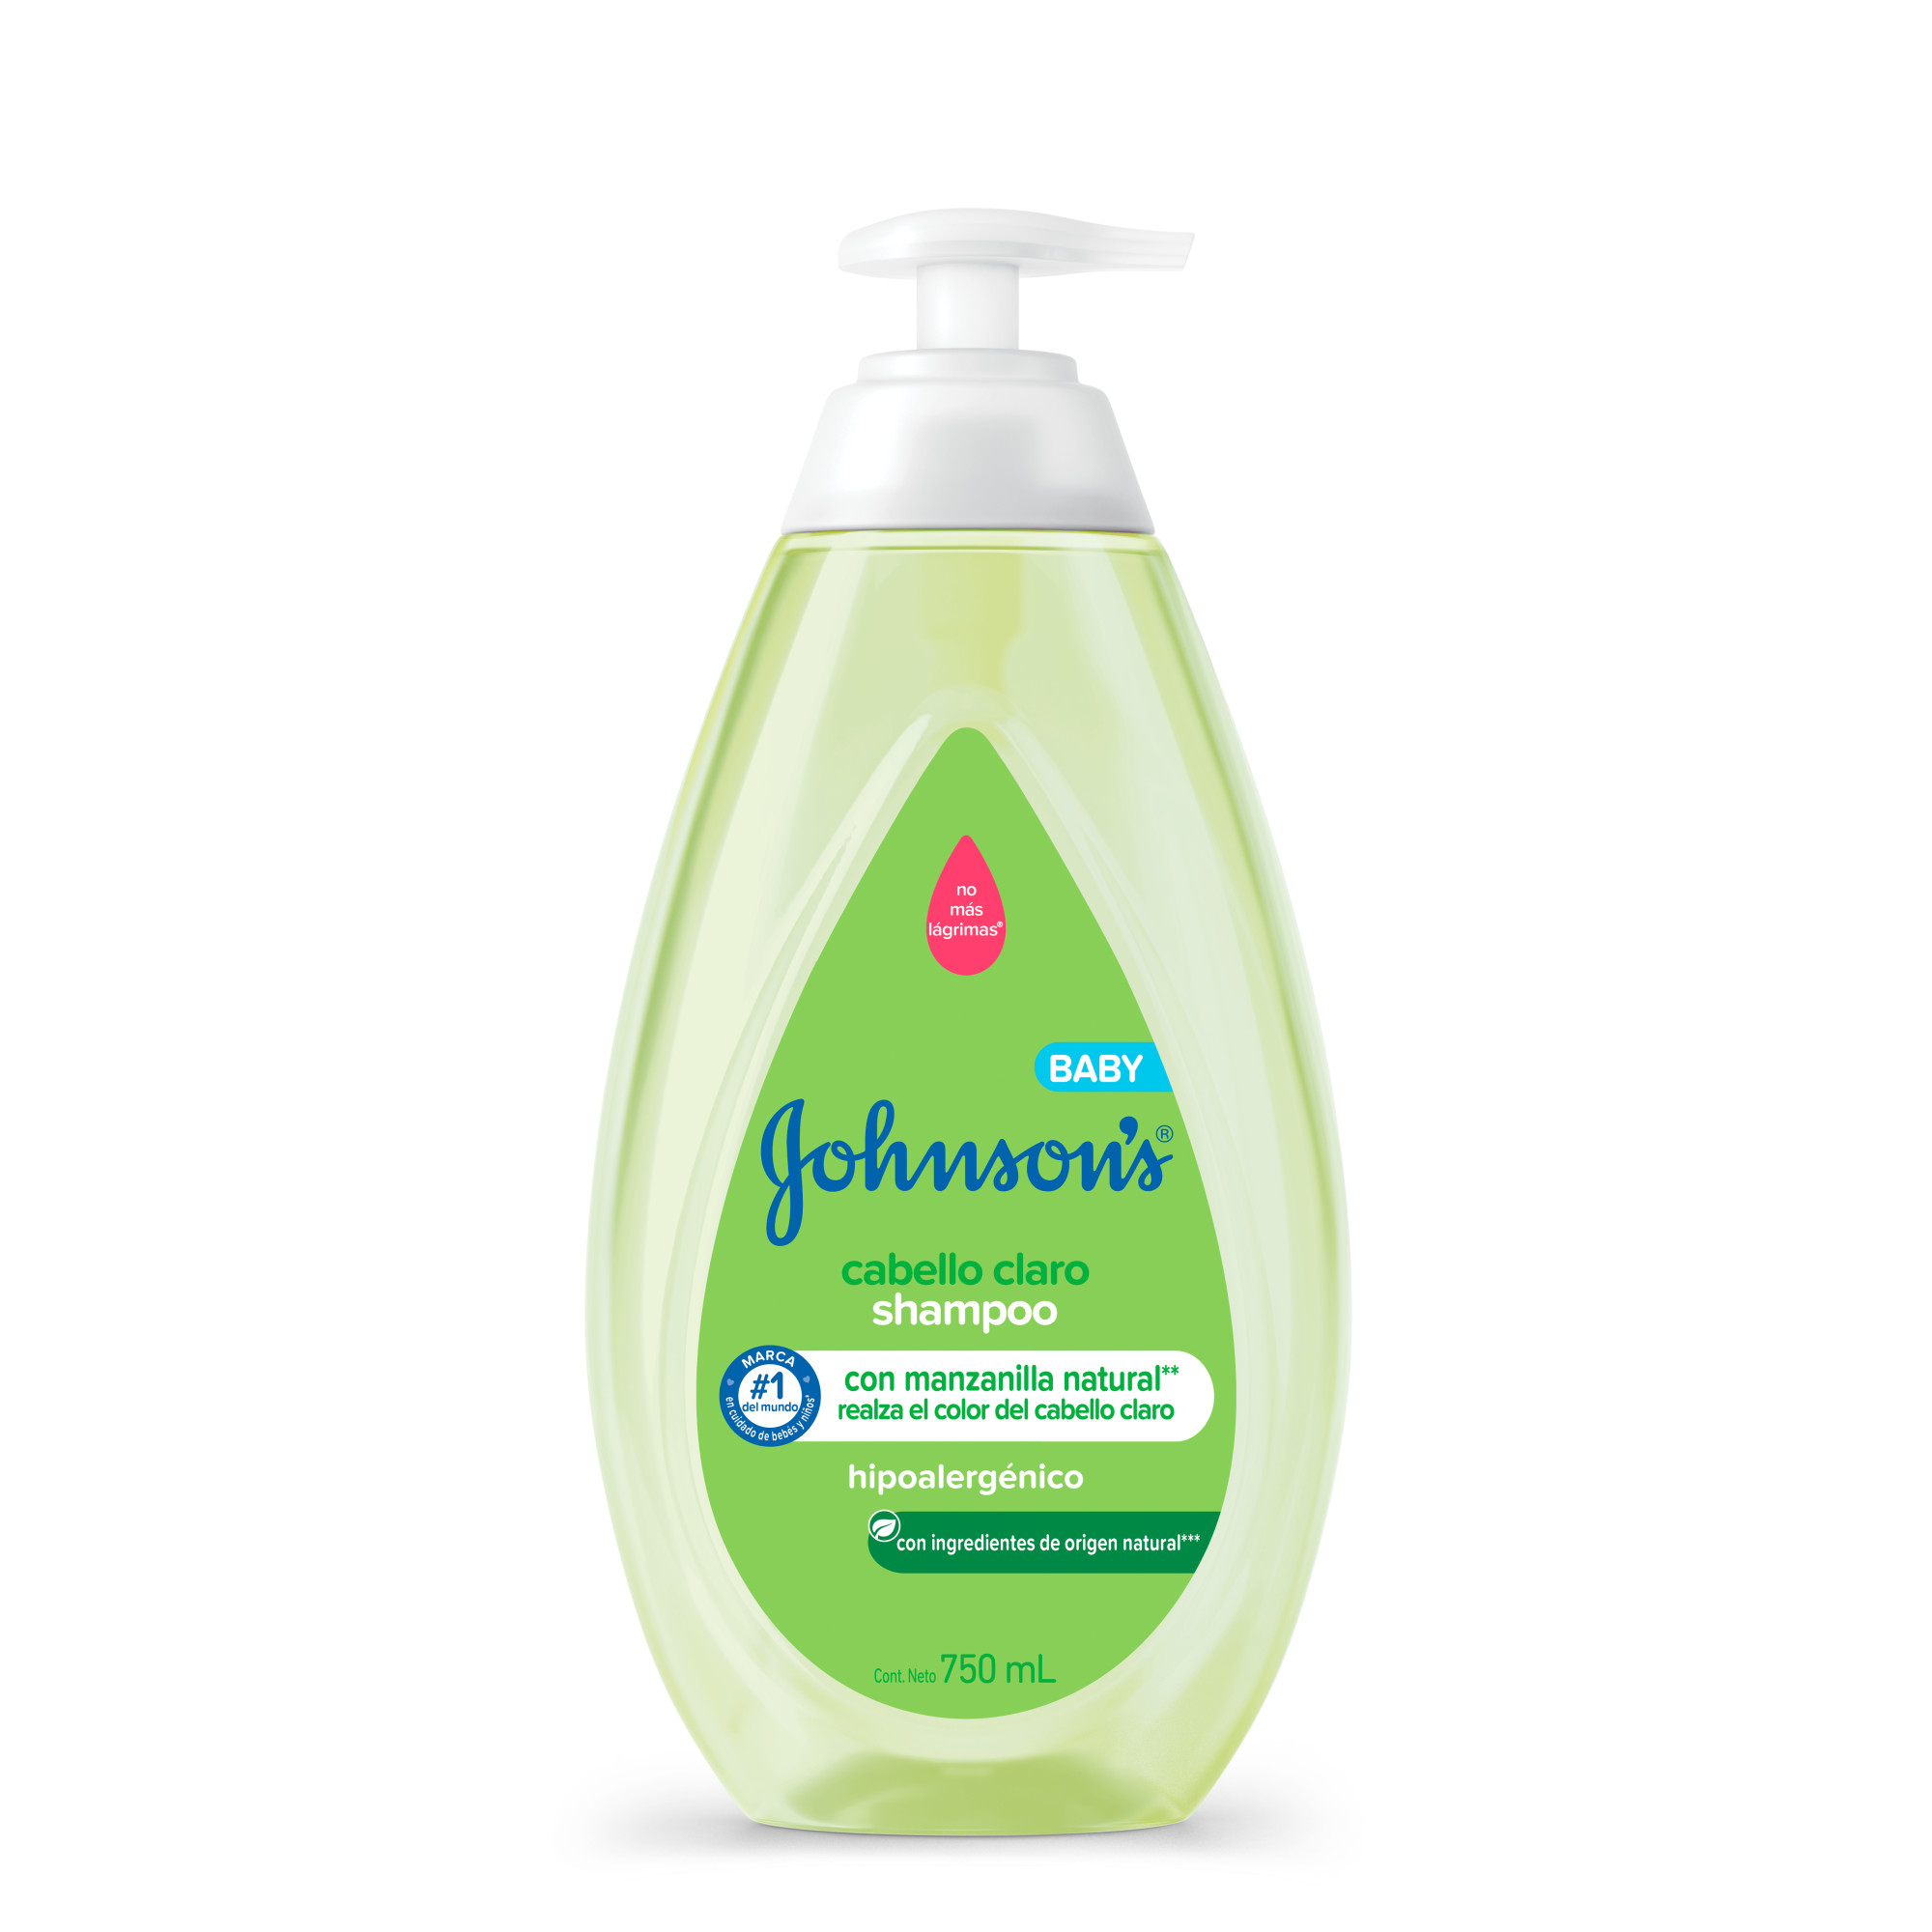 no
más
lágrimas®
BABY
Johnson's®
cabello claro
shampoo
MARCA
#1
del mundo
en cuidado de bebés y niños*
con manzanilla natural**
realza el color del cabello claro
hipoalergénico
con ingredientes de origen natural***
Cont. Neto 750 mL